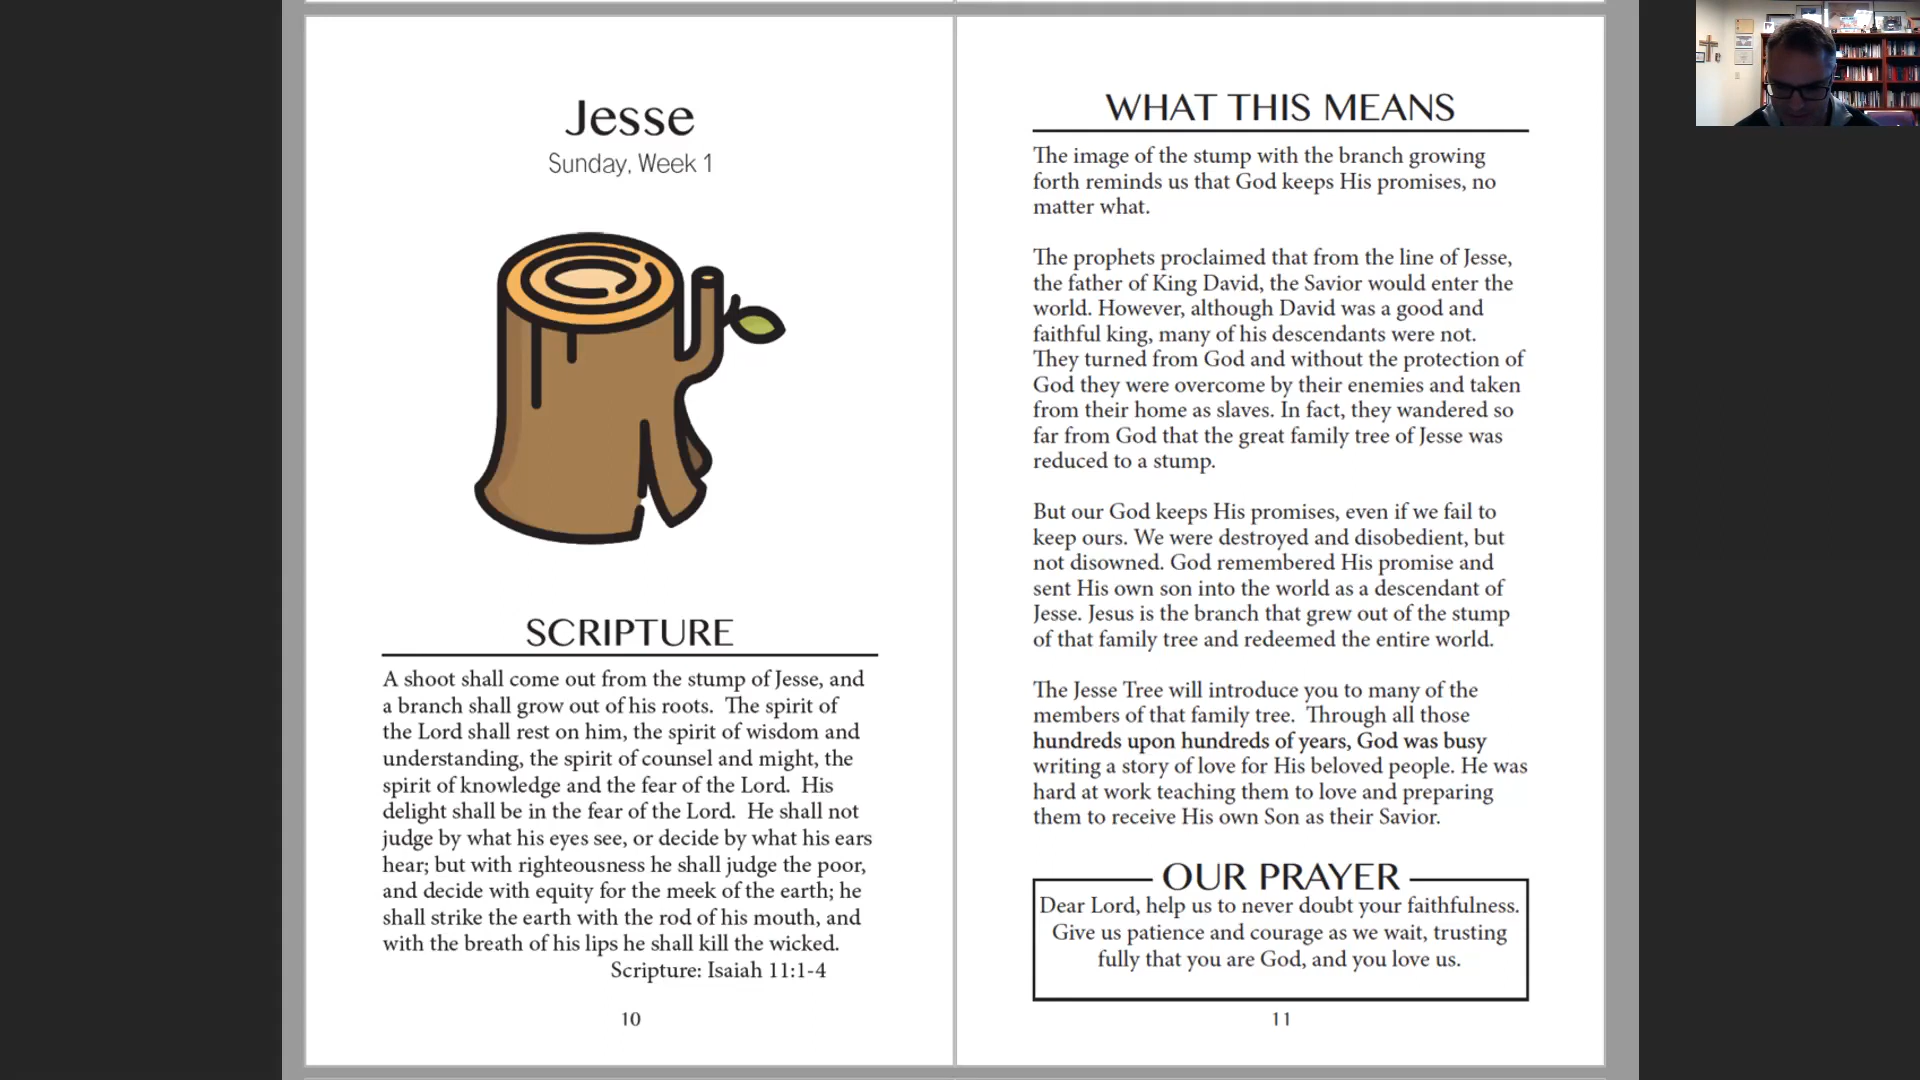 Jesse
Sunday, Week 1
SCRIPTURE
A shoot shall come out from the stump of Jesse, and
a branch shall grow out of his roots.  The spirit of
the Lord shall rest on him, the spirit of wisdom and
understanding, the spirit of counsel and might, the
spirit of knowledge and the fear of the Lord.  His
delight shall be in the fear of the Lord.  He shall not
judge by what his eyes see, or decide by what his ears
hear; but with righteousness he shall judge the poor,
and decide with equity for the meek of the earth; he
shall strike the earth with the rod of his mouth, and
with the breath of his lips he shall kill the wicked.
Scripture: Isaiah 11:1-4
10
WHAT THIS MEANS
The image of the stump with the branch growing
forth reminds us that God keeps His promises, no
matter what.
The prophets proclaimed that from the line of Jesse,
the father of King David, the Savior would enter the
world. However, although David was a good and
faithful king, many of his descendants were not.
They turned from God and without the protection of
God they were overcome by their enemies and taken
from their home as slaves. In fact, they wandered so
far from God that the great family tree of Jesse was
reduced to a stump.
But our God keeps His promises, even if we fail to
keep ours. We were destroyed and disobedient, but
not disowned. God remembered His promise and
sent His own son into the world as a descendant of
Jesse. Jesus is the branch that grew out of the stump
of that family tree and redeemed the entire world.
The Jesse Tree will introduce you to many of the
members of that family tree.  Through all those
hundreds upon hundreds of years, God was busy
writing a story of love for His beloved people. He was
hard at work teaching them to love and preparing
them to receive His own Son as their Savior.
OUR PRAYER
Dear Lord, help us to never doubt your faithfulness.
Give us patience and courage as we wait, trusting
fully that you are God, and you love us.
11